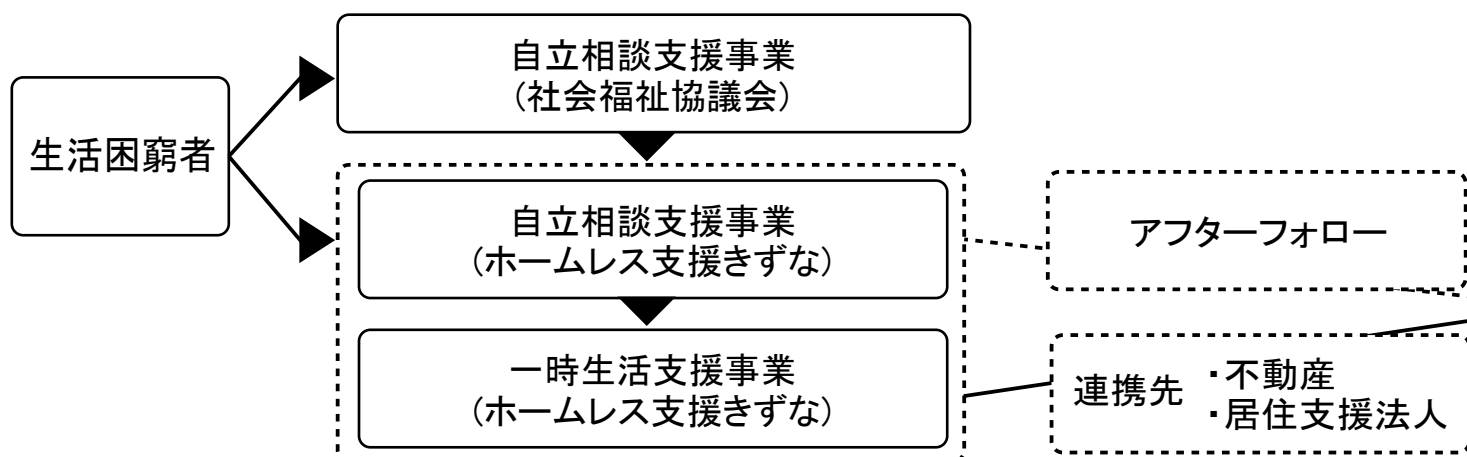 生活困窮者
自立相談支援事業
(社会福祉協議会)
自立相談支援事業
(ホームレス支援きずな)
一時生活支援事業
(ホームレス支援きずな)
アフターフォロー
連携先
・不動産
・居住支援法人